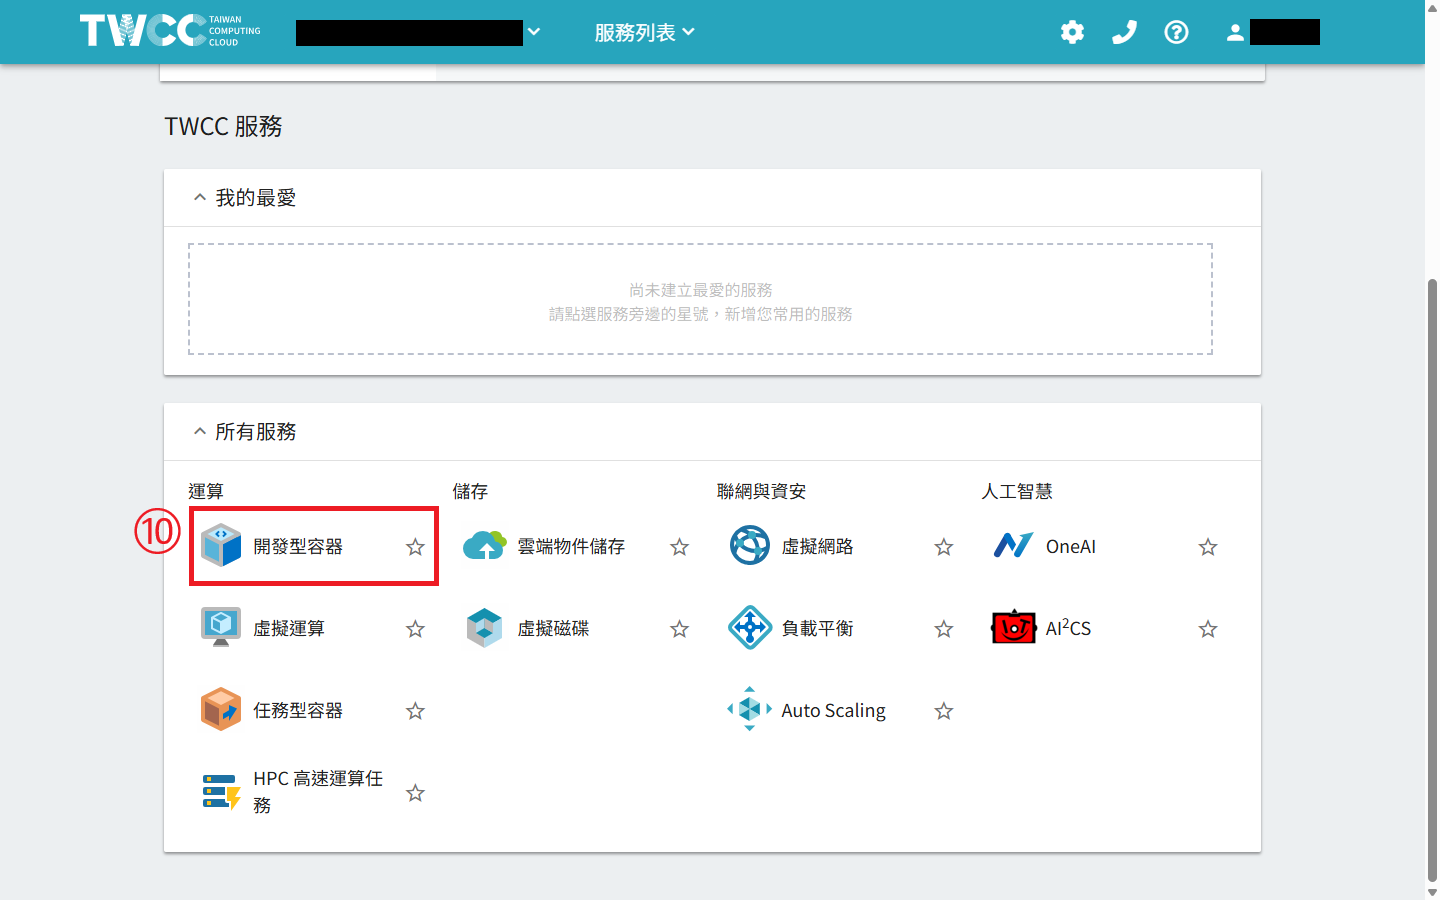 TWCC TAIWAN COMPUTING CLOUD
服務列表
TWCC 服務
我的最愛
尚未建立最愛的服務
請點選服務旁邊的星號，新增您常用的服務
所有服務
運算
儲存
聯網與資安
人工智慧
⑩
開發型容器
雲端物件儲存
虛擬網路
OneAI
虛擬運算
虛擬磁碟
負載平衡
AI²CS
任務型容器
Auto Scaling
HPC 高速運算任
務